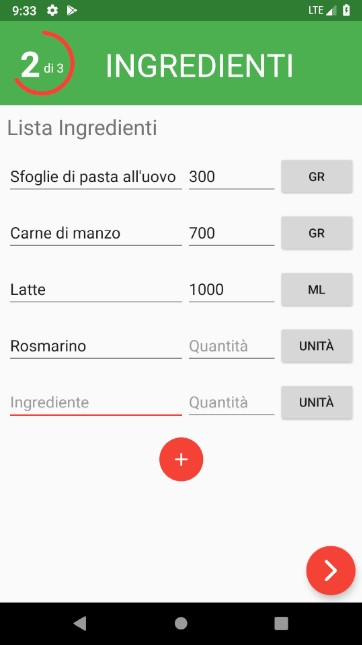 9:33 LTE
2 di 3 INGREDIENTI
Lista Ingredienti
Sfoglie di pasta all'uovo 300 GR
Carne di manzo 700 GR
Latte 1000 ML
Rosmarino Quantità UNITÀ
Ingrediente Quantità UNITÀ
+